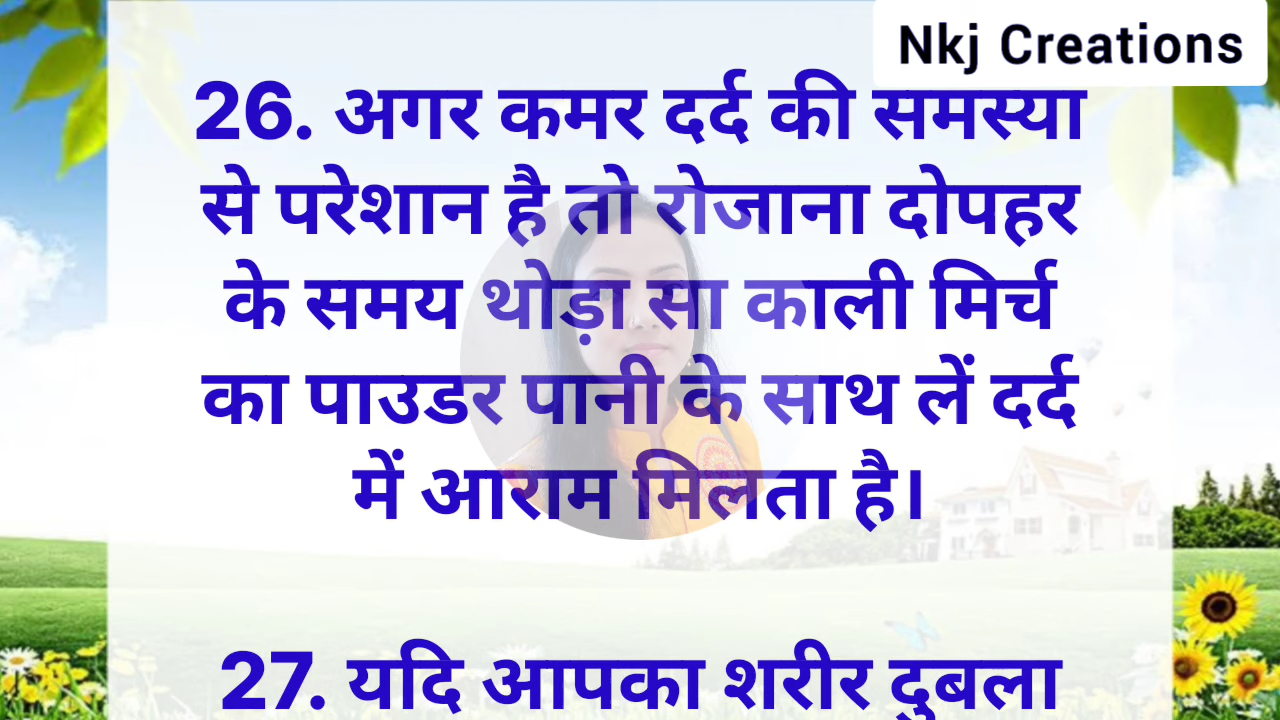 Nkj Creations
26. अगर कमर दर्द की समस्या
से परेशान है तो रोजाना दोपहर
के समय थोड़ा सा काली मिर्च
का पाउडर पानी के साथ लें दर्द
में आराम मिलता है।
27. यदि आपका शरीर दुबला